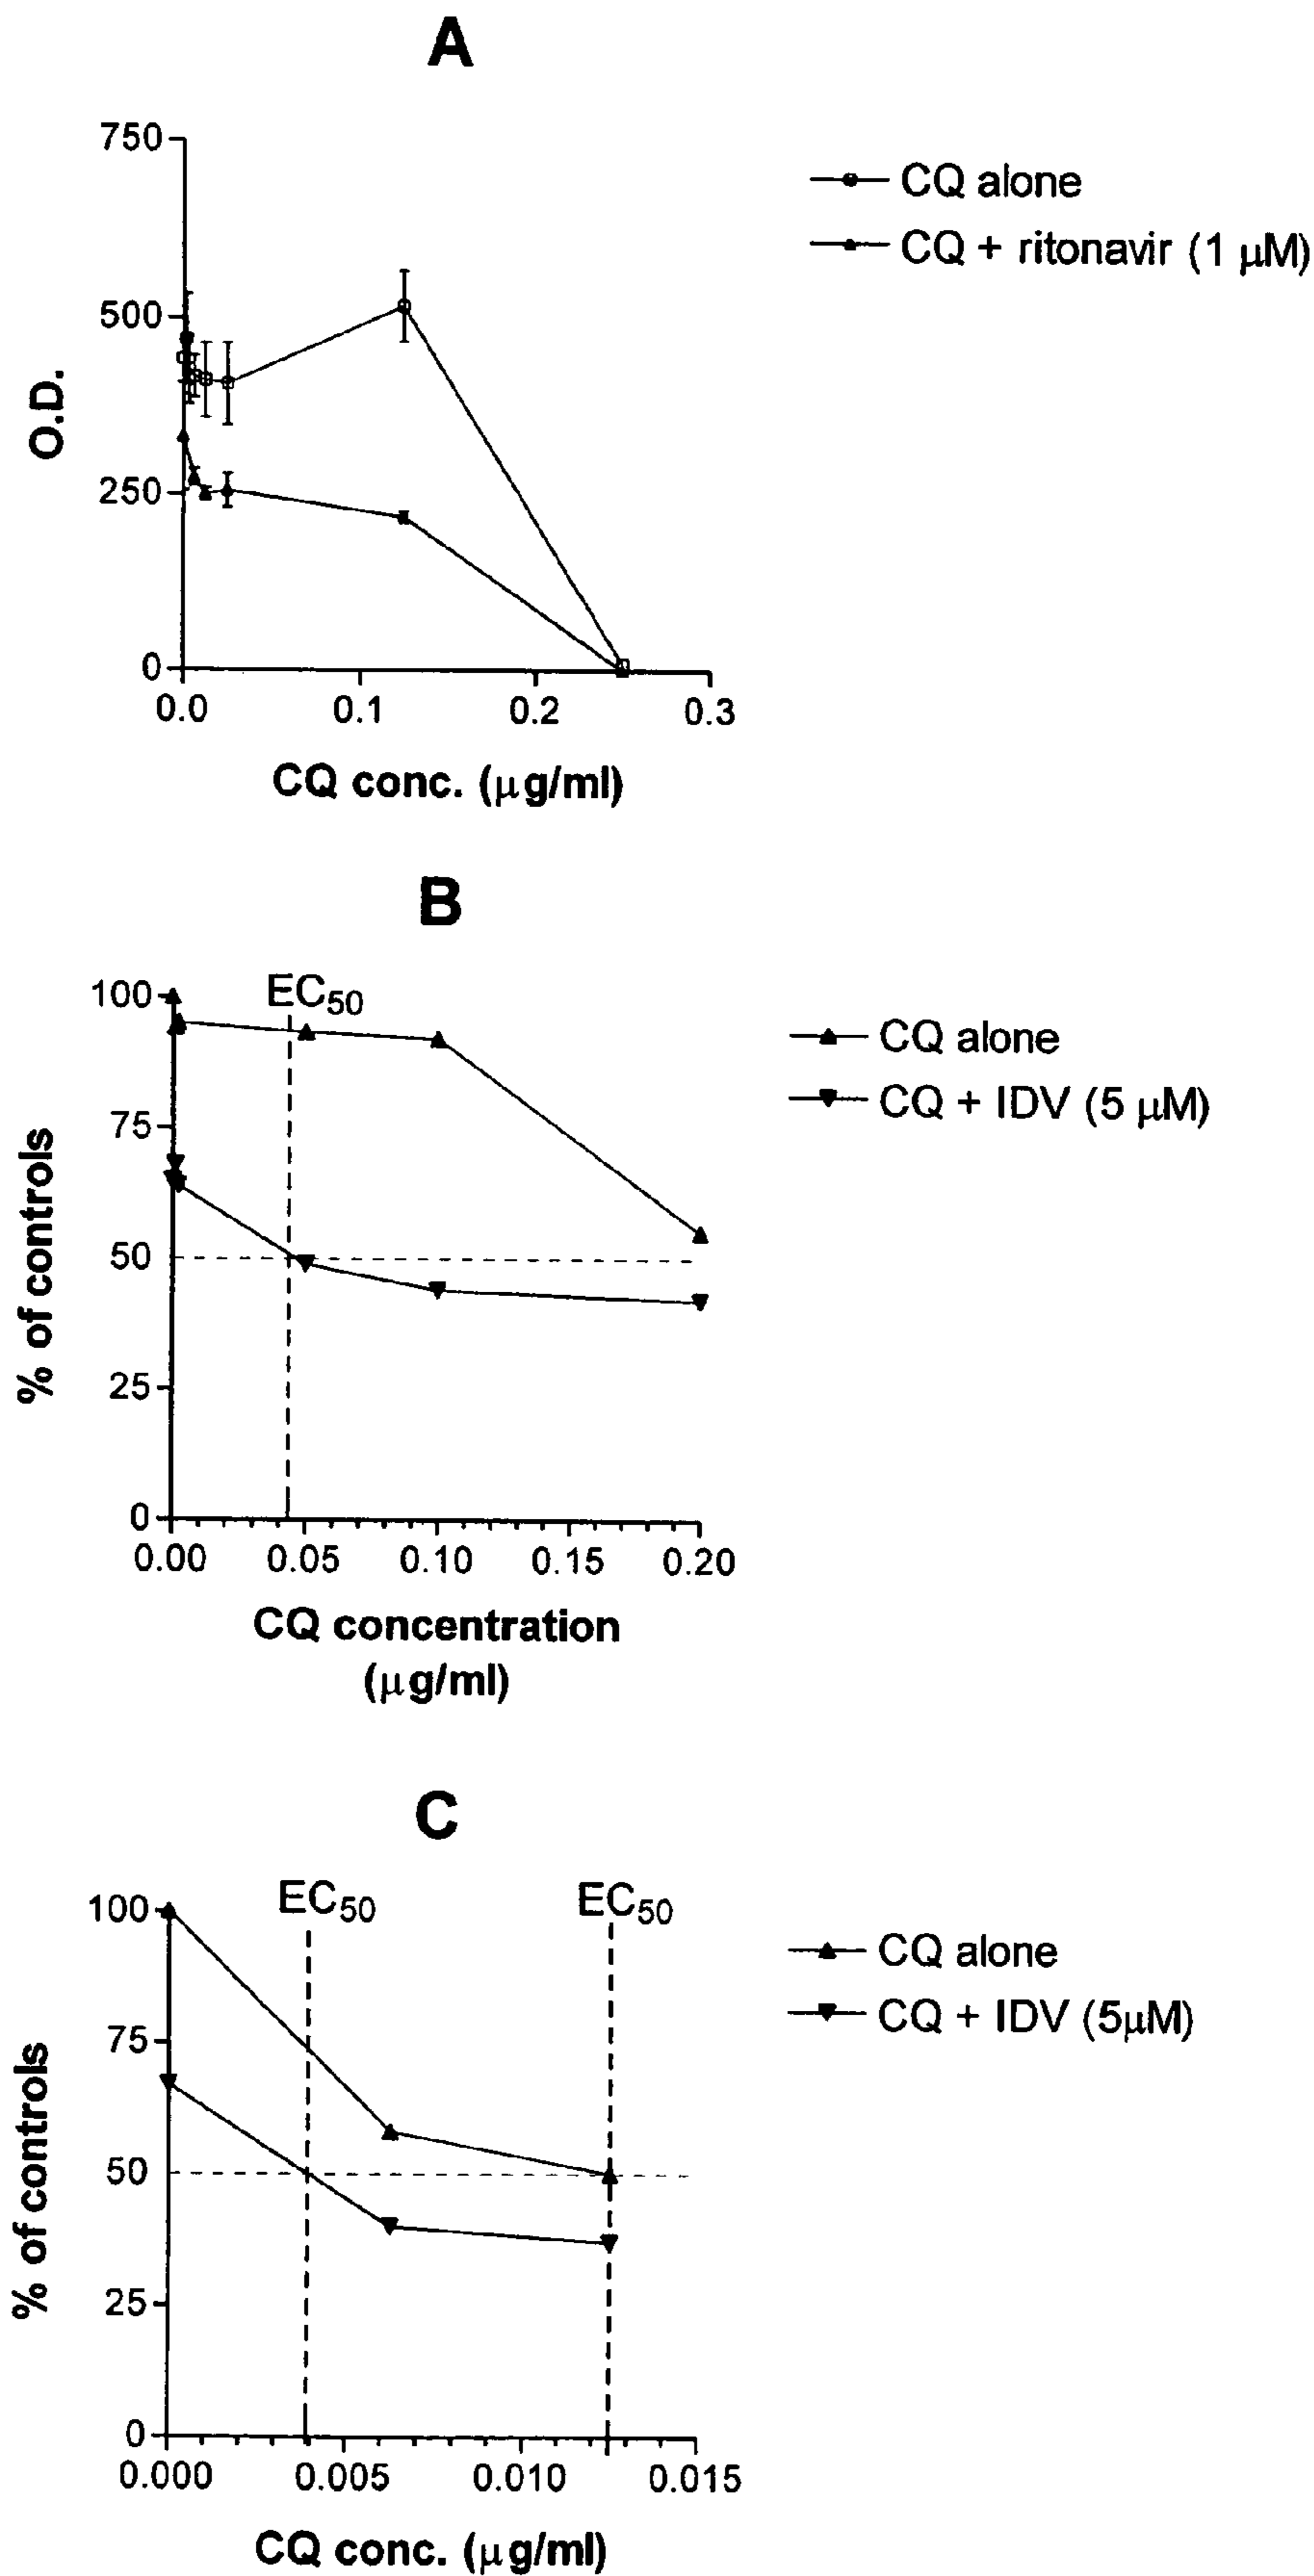 A
750
500
250
0
O.D.
0.0 0.1 0.2 0.3
CQ conc. (μg/ml)
CQ alone
CQ + ritonavir (1 μM)
B
EC50
100
75
50
25
0
% of controls
0.00 0.05 0.10 0.15 0.20
CQ concentration
(μg/ml)
CQ alone
CQ + IDV (5 μM)
C
EC50 EC50
100
75
50
25
0
% of controls
0.000 0.005 0.010 0.015
CQ conc. (μg/ml)
CQ alone
CQ + IDV (5μM)